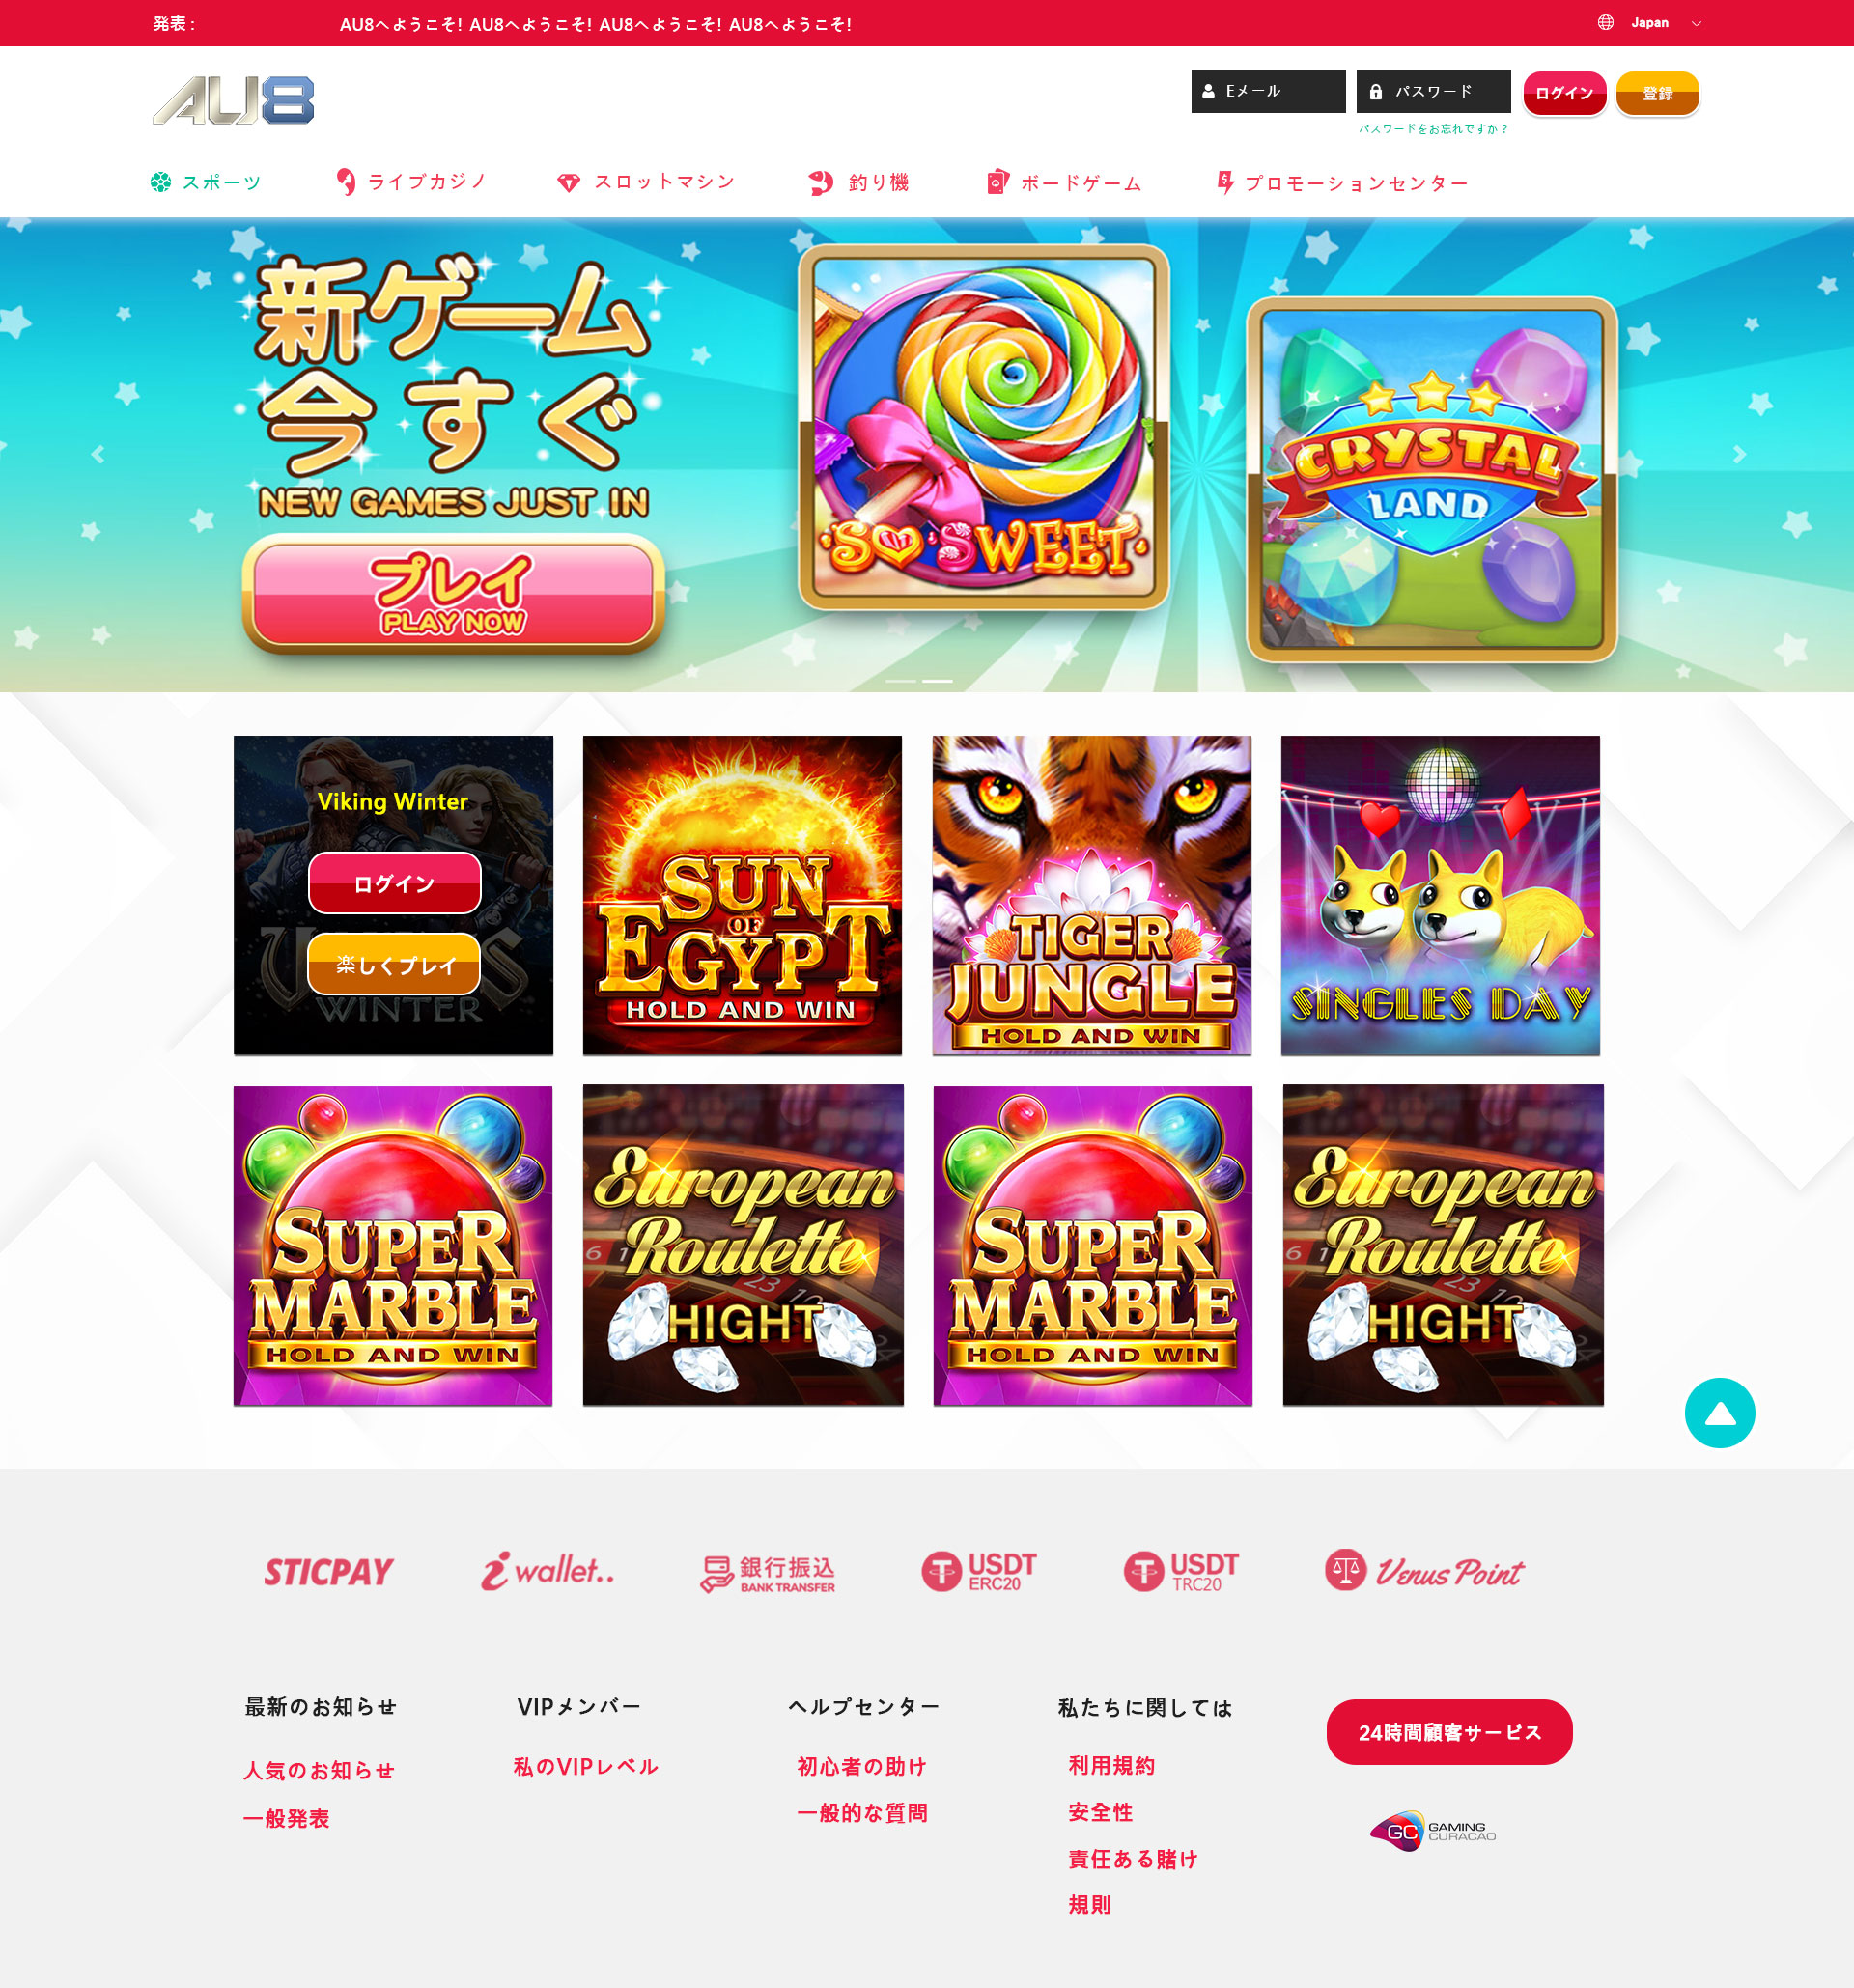 発表 :
AU8へようこそ! AU8へようこそ! AU8へようこそ! AU8へようこそ!
Japan
AU8
Eメール
パスワード
ログイン
登録
パスワードをお忘れですか ?
スポーツ
ライブカジノ
スロットマシン
釣り機
ボードゲーム
プロモーションセンター
新ゲーム
今すぐ
NEW GAMES JUST IN
プレイ
PLAY NOW
SO SWEET
CRYSTAL
LAND
Viking Winter
ログイン
楽しくプレイ
WINTER
SUN
OF
EGYPT
HOLD AND WIN
TIGER
JUNGLE
HOLD AND WIN
SINGLES DAY
SUPER
MARBLE
HOLD AND WIN
European
Roulette
HIGHT
SUPER
MARBLE
HOLD AND WIN
European
Roulette
HIGHT
STICPAY
i wallet..
銀行振込
BANK TRANSFER
USDT
ERC20
USDT
TRC20
Venus Point
最新のお知らせ
人気のお知らせ
一般発表
VIPメンバー
私のVIPレベル
ヘルプセンター
初心者の助け
一般的な質問
私たちに関しては
利用規約
安全性
責任ある賭け
規則
24時間顧客サービス
GC GAMING
CURACAO